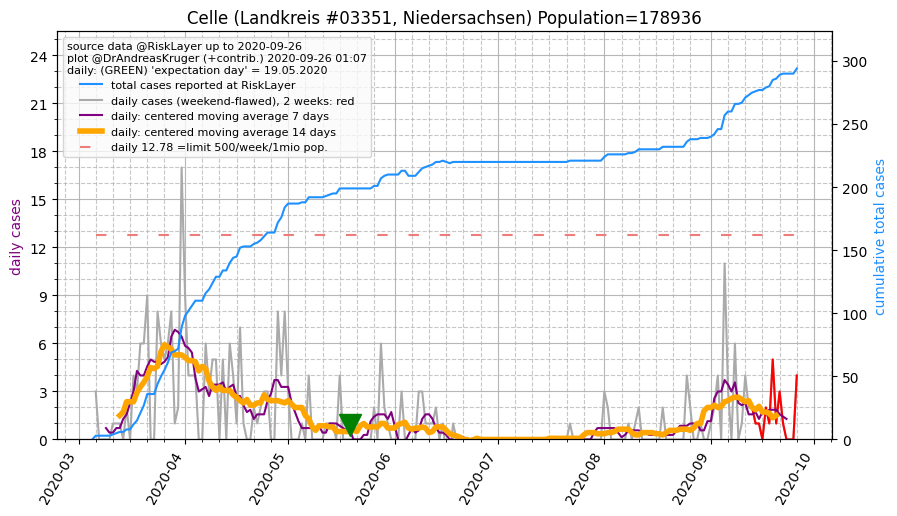 Celle (Landkreis #03351, Niedersachsen) Population=178936
source data @RiskLayer up to 2020-09-26
plot @DrAndreasKruger (+contrib.) 2020-09-26 01:07
daily: (GREEN) 'expectation day' = 19.05.2020
total cases reported at RiskLayer
daily cases (weekend-flawed), 2 weeks: red
daily: centered moving average 7 days
daily: centered moving average 14 days
daily 12.78 =limit 500/week/1mio pop.
daily cases
24
21
18
15
12
9
6
3
0
cumulative total cases
300
250
200
150
100
50
0
2020-03
2020-04
2020-05
2020-06
2020-07
2020-08
2020-09
2020-10